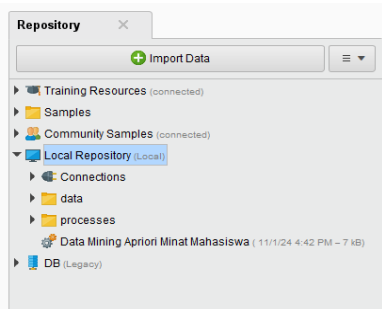 Repository
Import Data
Training Resources (connected)
Samples
Community Samples (connected)
Local Repository (Local)
Connections
data
processes
Data Mining Apriori Minat Mahasiswa ( 11/1/24 4:42 PM – 7 kB)
DB (Legacy)